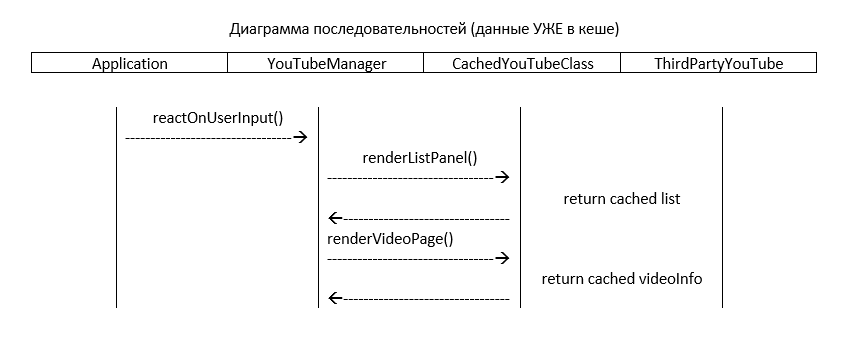 Диаграмма последовательностей (данные УЖЕ в кеше)
Application YouTubeManager CachedYouTubeClass ThirdPartyYouTube
reactOnUserInput()
renderListPanel()
return cached list
renderVideoPage()
return cached videoInfo